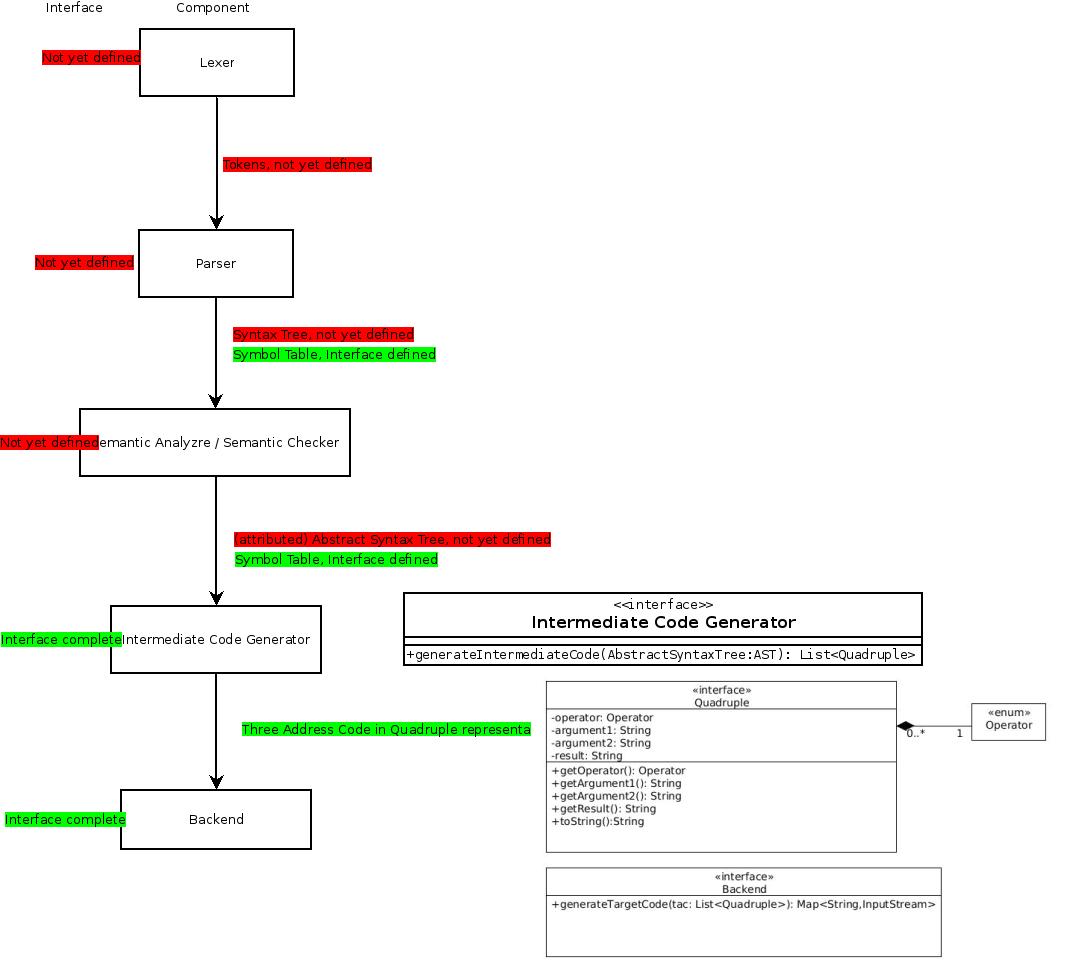 Interface Component
Not yet defined
Lexer
Tokens, not yet defined
Not yet defined
Parser
Syntax Tree, not yet defined
Symbol Table, Interface defined
Not yet defined
emantic Analyzre / Semantic Checker
(attributed) Abstract Syntax Tree, not yet defined
Symbol Table, Interface defined
Interface complete
Intermediate Code Generator
<<interface>>
Intermediate Code Generator
+generateIntermediateCode(AbstractSyntaxTree:AST): List<Quadruple>
Three Address Code in Quadruple representa
«interface»
Quadruple
-operator: Operator
-argument1: String
-argument2: String
-result: String
+getOperator(): Operator
+getArgument1(): String
+getArgument2(): String
+getResult(): String
+toString():String
0..* 1
«enum»
Operator
Interface complete
Backend
«interface»
Backend
+generateTargetCode(tac: List<Quadruple>): Map<String,InputStream>